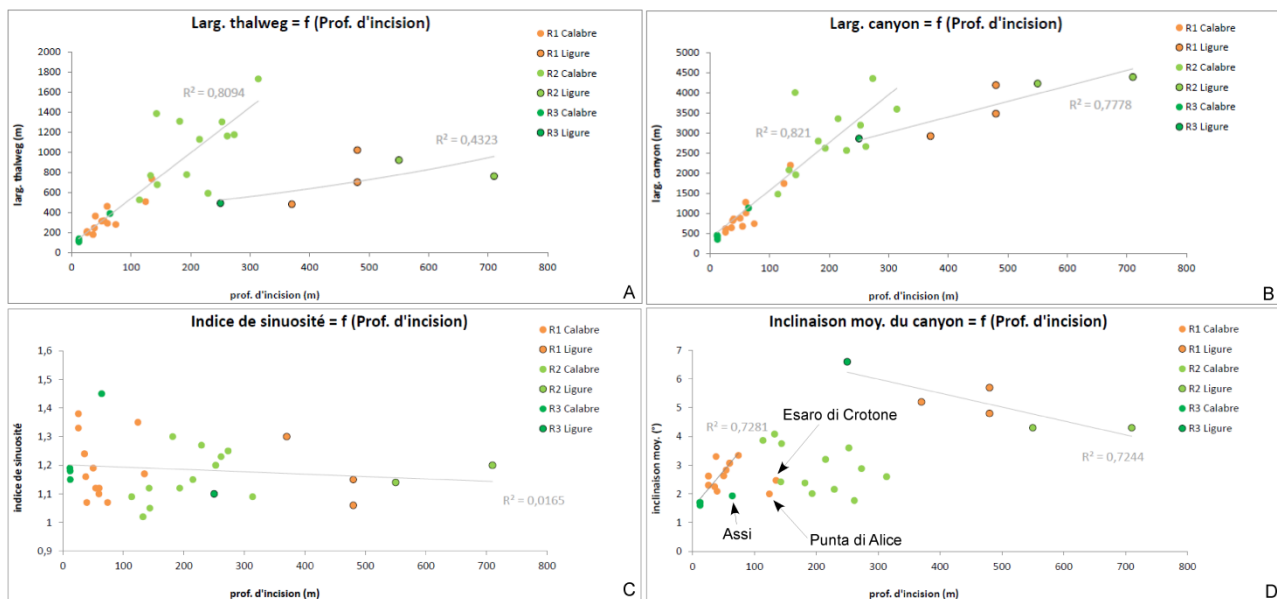 Larg. thalweg = f (Prof. d'incision)
2000
1800
1600
1400
1200
1000
800
600
400
200
0
larg. thalweg (m)
R² = 0,8094
R² = 0,4323
R1 Calabre
R1 Ligure
R2 Calabre
R2 Ligure
R3 Calabre
R3 Ligure
0 100 200 300 400 500 600 700 800
prof. d'incision (m)
A
Larg. canyon = f (Prof. d'incision)
5000
4500
4000
3500
3000
2500
2000
1500
1000
500
0
larg. canyon (m)
R² = 0,821
R² = 0,7778
R1 Calabre
R1 Ligure
R2 Calabre
R2 Ligure
R3 Calabre
R3 Ligure
0 100 200 300 400 500 600 700 800
prof. d'incision (m)
B
Indice de sinuosité = f (Prof. d'incision)
1,6
1,5
1,4
1,3
1,2
1,1
1
0,9
indice de sinuosité
R² = 0,0165
R1 Calabre
R1 Ligure
R2 Calabre
R2 Ligure
R3 Calabre
R3 Ligure
0 100 200 300 400 500 600 700 800
prof. d'incision (m)
C
Inclinaison moy. du canyon = f (Prof. d'incision)
7
6
5
4
3
2
1
0
inclinaison moy. (°)
R² = 0,7281
Esaro di Crotone
R² = 0,7244
Assi
Punta di Alice
R1 Calabre
R1 Ligure
R2 Calabre
R2 Ligure
R3 Calabre
R3 Ligure
0 100 200 300 400 500 600 700 800
prof. d'incision (m)
D